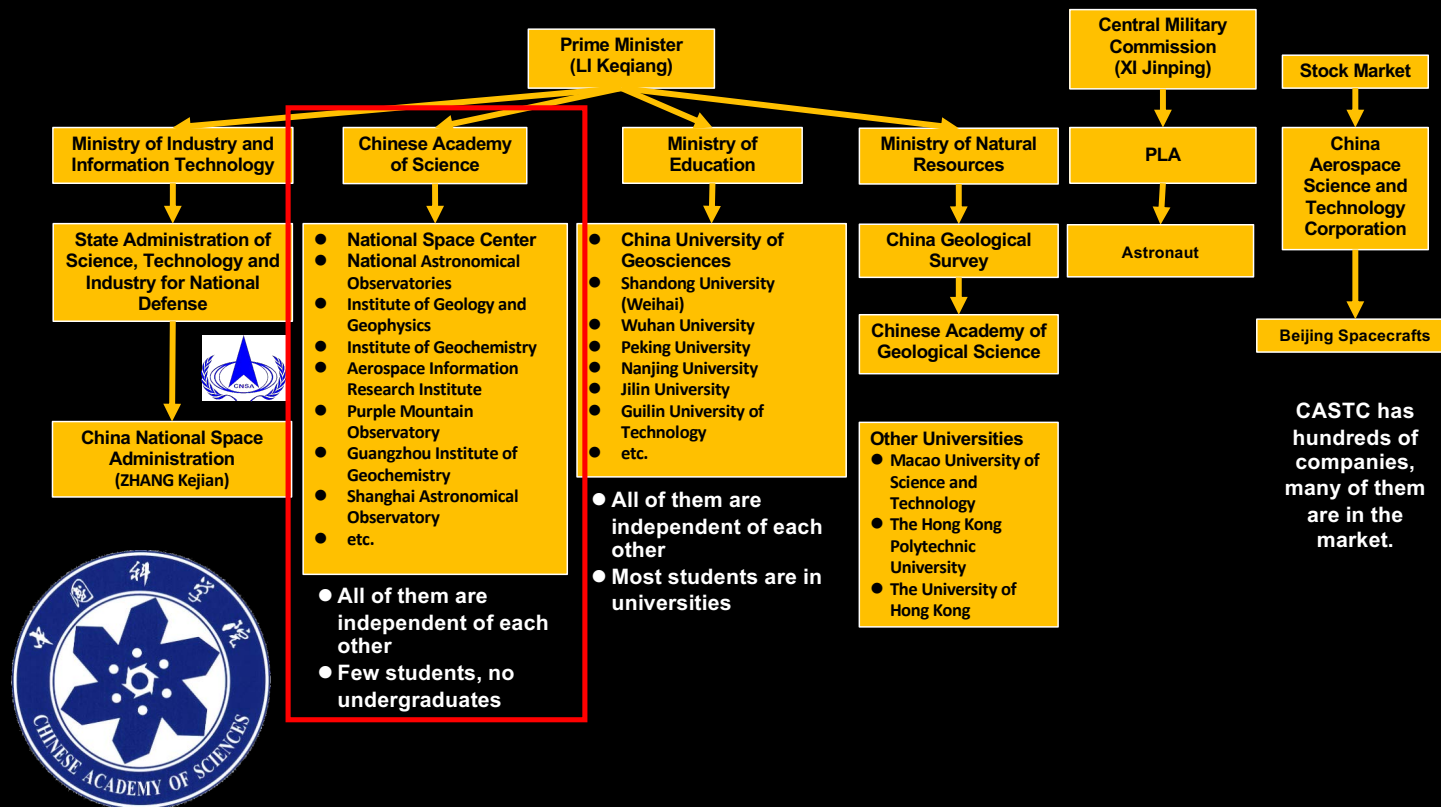 Prime Minister
(LI Keqiang)
Central Military
Commission
(XI Jinping)
Stock Market
Ministry of Industry and
Information Technology
Chinese Academy
of Science
Ministry of
Education
Ministry of Natural
Resources
PLA
China
Aerospace
Science and
Technology
Corporation
State Administration of
Science, Technology and
Industry for National
Defense
● National Space Center
● National Astronomical
Observatories
● Institute of Geology and
Geophysics
● Institute of Geochemistry
● Aerospace Information
Research Institute
● Purple Mountain
Observatory
● Guangzhou Institute of
Geochemistry
● Shanghai Astronomical
Observatory
● etc.
● China University of
Geosciences
● Shandong University
(Weihai)
● Wuhan University
● Peking University
● Nanjing University
● Jilin University
● Guilin University of
Technology
● etc.
China Geological
Survey
Astronaut
Chinese Academy of
Geological Science
Beijing Spacecrafts
CNSA
China National Space
Administration
(ZHANG Kejian)
Other Universities
● Macao University of
Science and
Technology
● The Hong Kong
Polytechnic
University
● The University of
Hong Kong
CASTC has
hundreds of
companies,
many of them
are in the
market.
● All of them are
independent of each
other
● Most students are in
universities
● All of them are
independent of each
other
● Few students, no
undergraduates
中国科学院
CHINESE ACADEMY OF SCIENCES